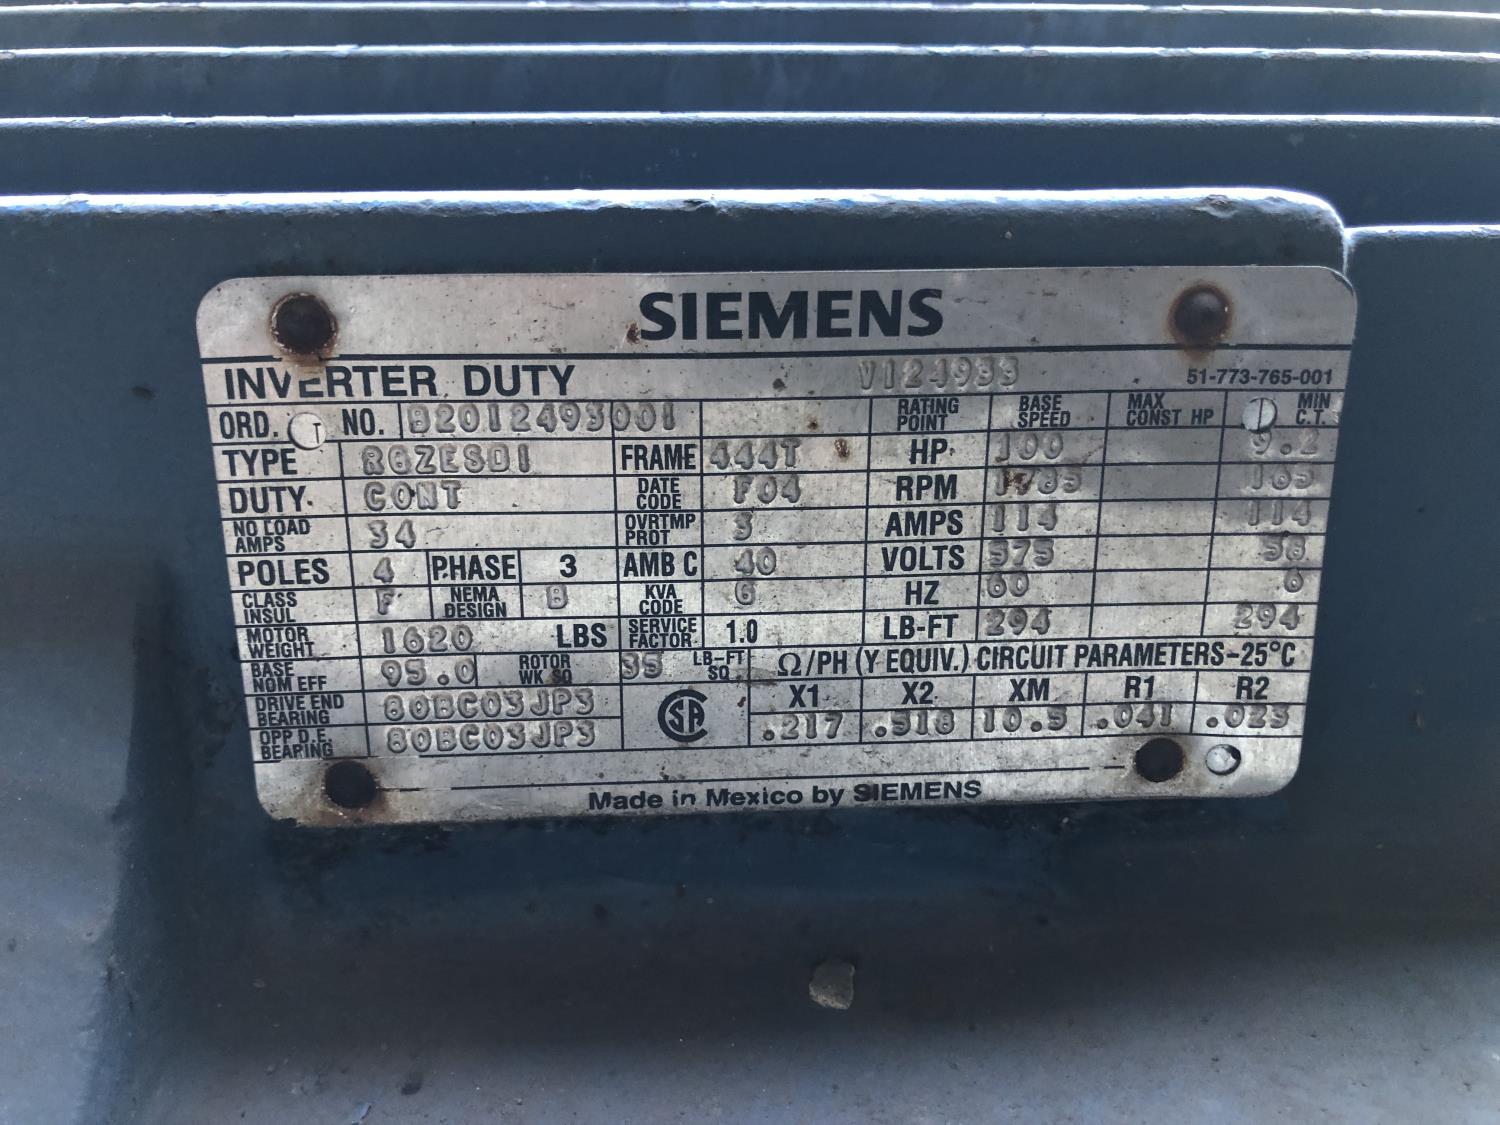 SIEMENS
INVERTER DUTY V124933 51-773-765-001
ORD. NO. B2012493001 RATING POINT BASE SPEED MAX CONST HP MIN C.T.
TYPE RGZESDI FRAME 444T HP 100 9.2
DUTY CONT DATE CODE F04 RPM 1785 165
NO LOAD AMPS 34 OVRTMP PROT 3 AMPS 114 114
POLES 4 PHASE 3 AMB C 40 VOLTS 575 58
CLASS INSUL F NEMA DESIGN B KVA CODE G HZ 60 6
MOTOR WEIGHT 1620 LBS SERVICE FACTOR 1.0 LB-FT 294 294
BASE NOM EFF 95.0 ROTOR WK SQ 35 LB-FT SQ Ω/PH (Y EQUIV.) CIRCUIT PARAMETERS-25°C
DRIVE END BEARING 80BC03JP3 SA X1 X2 XM R1 R2
OPP D.E. BEARING 80BC03JP3 .217 .318 10.5 .041 .023
Made in Mexico by SIEMENS